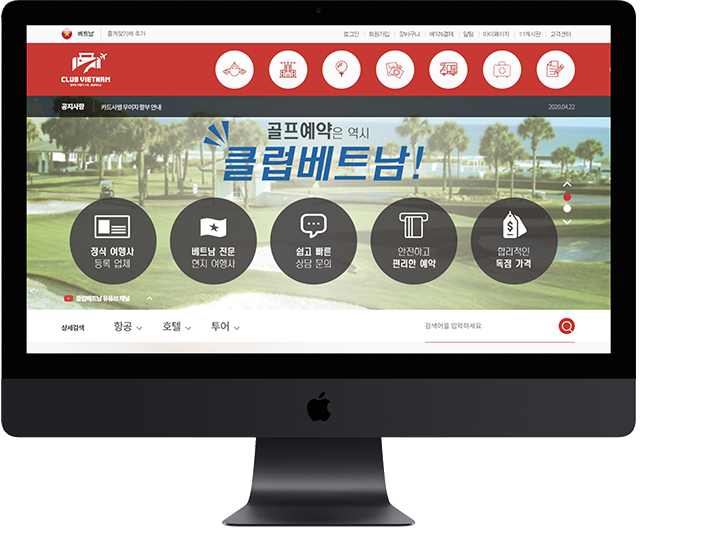 베트남
즐겨찾기에 추가
로그인 | 회원가입 | 장바구니 | 예약&결제 | 알림 | 마이페이지 | 1:1게시판 | 고객센터
CLUB VIETNAM
공지사항
카드사별 무이자 할부 안내
2020.04.22
골프예약은 역시
클럽베트남!
정식 여행사
등록 업체
베트남 전문
현지 여행사
쉽고 빠른
상담 문의
안전하고
편리한 예약
합리적인
독점 가격
클럽베트남 유튜브 채널
상세검색
항공
호텔
투어
검색어를 입력하세요